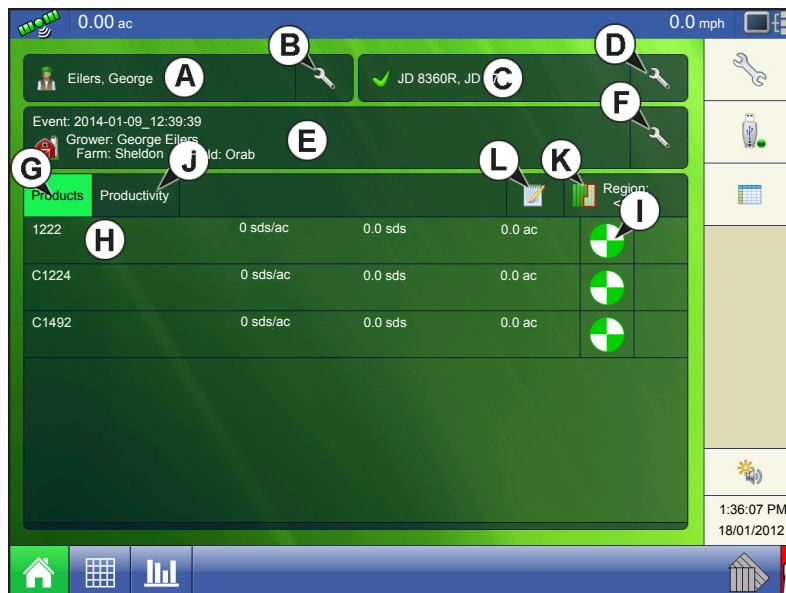 0.00 ac
0.0 mph
B
D
Eilers, George
A
JD 8360R, JD
C
F
Event: 2014-01-09_12:39:39
Grower: George Eilers
E
Farm: Sheldon
J
ld: Orab
G
L
K
Products
Productivity
Region:
<
I
1222
H
0 sds/ac
0.0 sds
0.0 ac
C1224
0 sds/ac
0.0 sds
0.0 ac
C1492
0 sds/ac
0.0 sds
0.0 ac
1:36:07 PM
18/01/2012